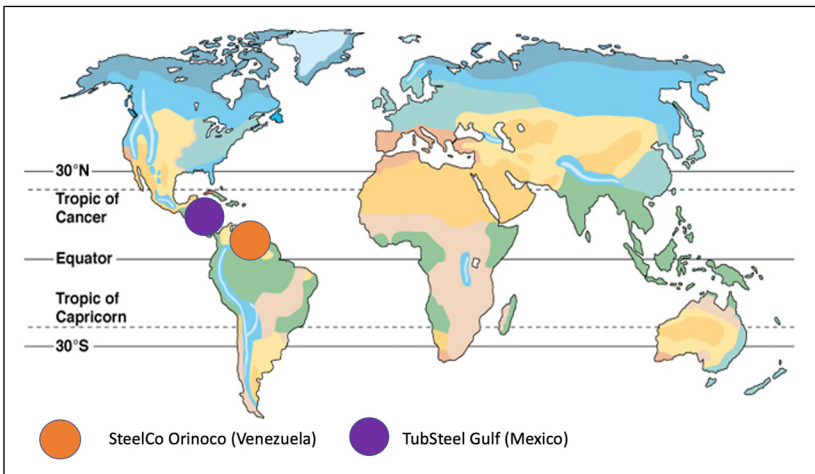 30°N
Tropic of
Cancer
Equator
Tropic of
Capricorn
30°S
SteelCo Orinoco (Venezuela)
TubSteel Gulf (Mexico)